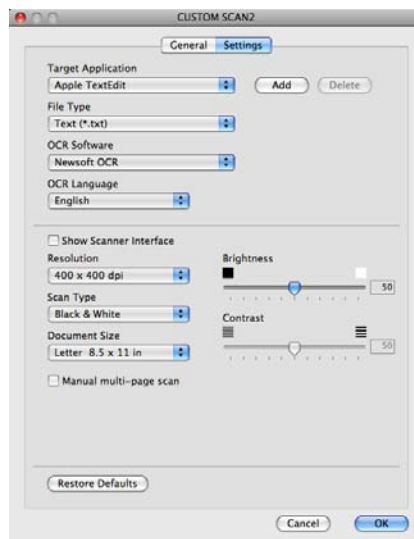 CUSTOM SCAN2
General Settings
Target Application
Apple TextEdit Add Delete
File Type
Text (*.txt)
OCR Software
Newsoft OCR
OCR Language
English
Show Scanner Interface
Resolution Brightness
400 x 400 dpi 50
Scan Type
Black & White Contrast
Document Size 50
Letter 8.5 x 11 in
Manual multi-page scan
Restore Defaults
Cancel OK